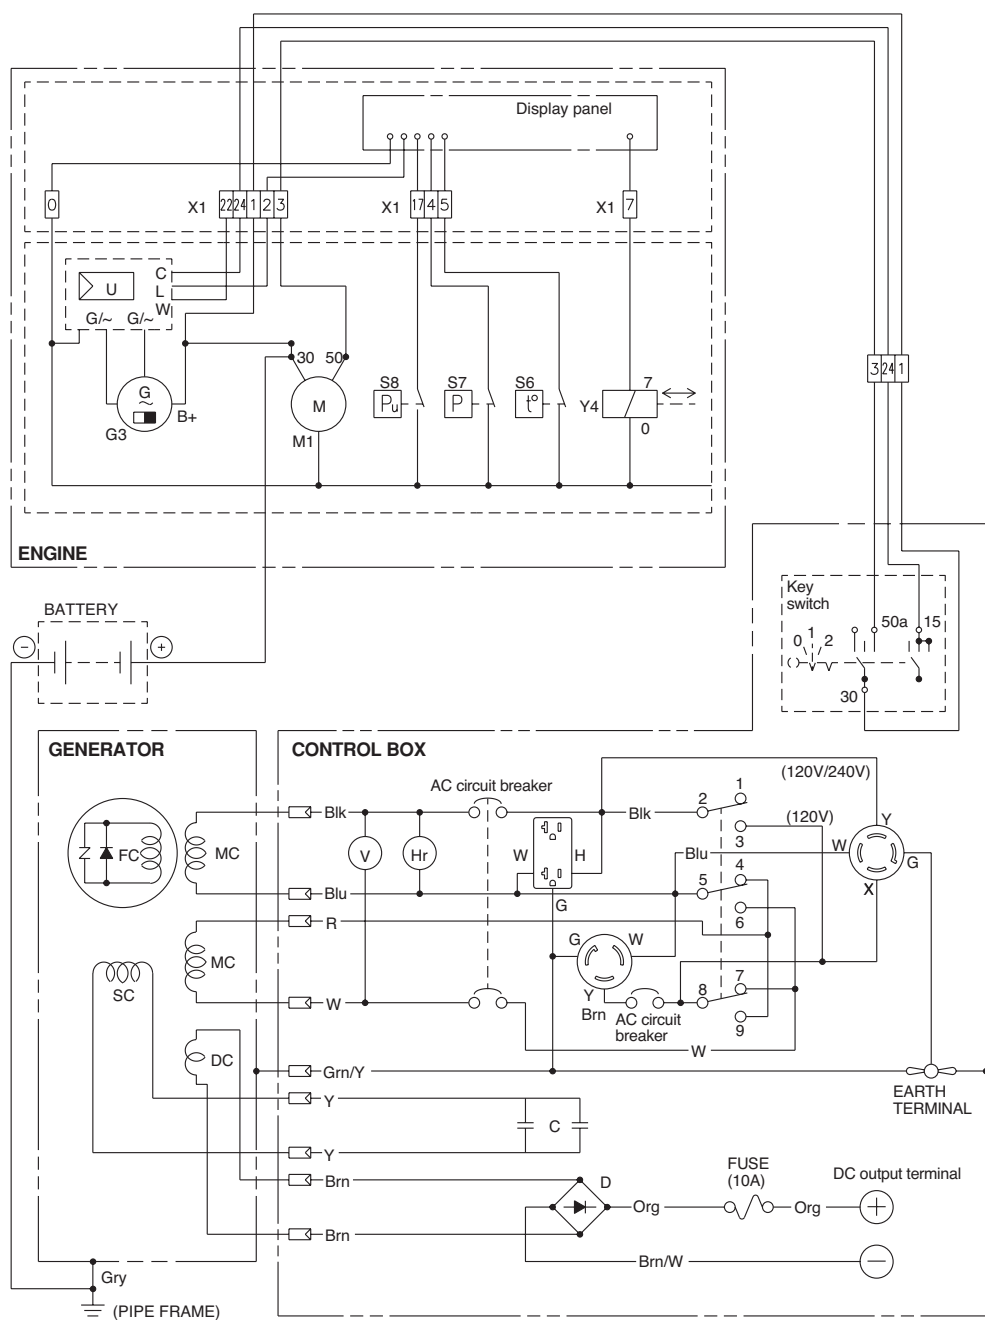 Display panel
0
X1
22
24
1
2
3
X1
17
4
5
X1
7
U
C
L
W
G/~
G/~
G
~
B+
G3
30
50
M
M1
S8
Pu
S7
P
S6
t°
Y4
7
0
3
24
1
ENGINE
BATTERY
−
+
Key
switch
50a
15
0
1
2
30
GENERATOR
CONTROL BOX
AC circuit breaker
(120V/240V)
(120V)
FC
MC
Blk
V
Hr
W
H
G
Blk
2
1
3
Y
W
G
X
Blu
Blu
5
4
6
R
MC
SC
W
G
W
Y
Brn
AC circuit
breaker
8
7
9
W
DC
Grn/Y
EARTH
TERMINAL
Y
C
Y
Brn
D
Org
FUSE
(10A)
Org
DC output terminal
+
Brn
Brn/W
−
Gry
(PIPE FRAME)